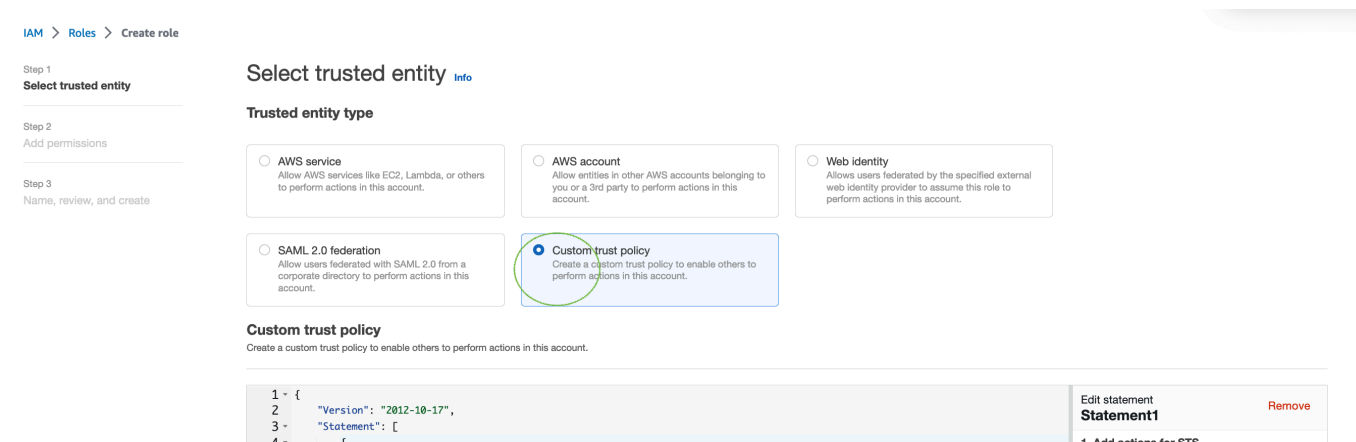 IAM > Roles > Create role
Step 1
Select trusted entity
Step 2
Add permissions
Step 3
Name, review, and create
Select trusted entity Info
Trusted entity type
AWS service
Allow AWS services like EC2, Lambda, or others
to perform actions in this account.
AWS account
Allow entities in other AWS accounts belonging to
you or a 3rd party to perform actions in this
account.
Web identity
Allows users federated by the specified external
web identity provider to assume this role to
perform actions in this account.
SAML 2.0 federation
Allow users federated with SAML 2.0 from a
corporate directory to perform actions in this
account.
Custom trust policy
Create a custom trust policy to enable others to
perform actions in this account.
Custom trust policy
Create a custom trust policy to enable others to perform actions in this account.
1 {
2 "Version": "2012-10-17",
3 "Statement": [
4 {
Edit statement
Statement1
Remove
1. Add actions for STS